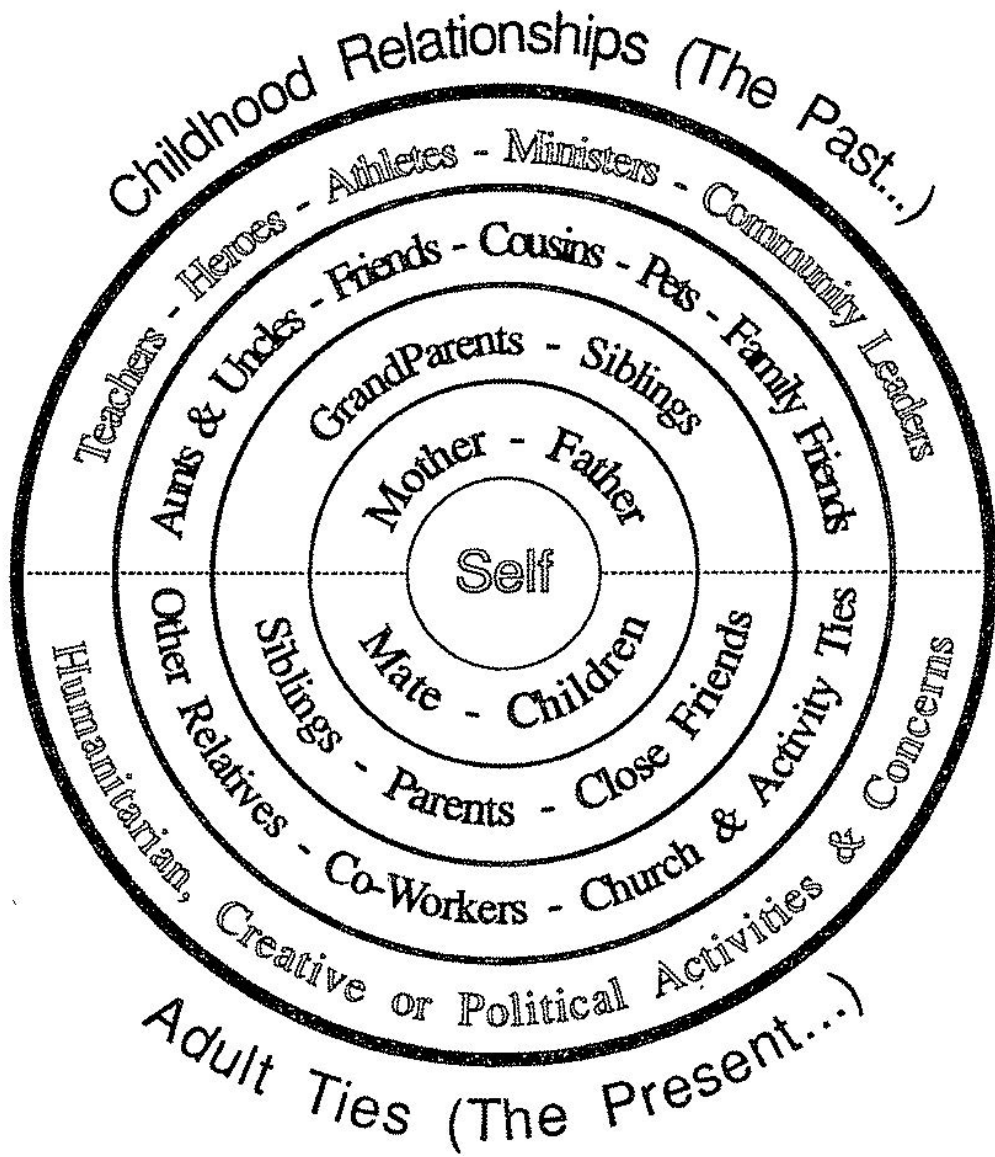 Childhood Relationships (The Past...)
Teachers - Heroes - Athletes - Ministers - Community Leaders
Aunts & Uncles - Friends - Cousins - Pets - Family Friends
GrandParents - Siblings
Mother - Father
Self
Mate - Children
Siblings - Parents - Close Friends
Other Relatives - Co-Workers - Church & Activity Ties
Humanitarian, Creative or Political Activities & Concerns
Adult Ties (The Present...)